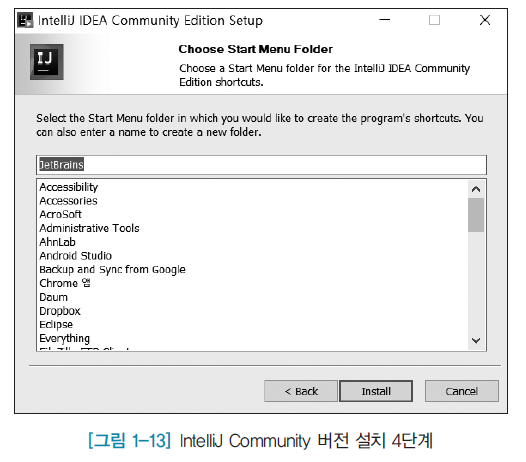 IntelliJ IDEA Community Edition Setup
IJ
Choose Start Menu Folder
Choose a Start Menu folder for the IntelliJ IDEA Community
Edition shortcuts.
Select the Start Menu folder in which you would like to create the program's shortcuts. You
can also enter a name to create a new folder.
JetBrains
Accessibility
Accessories
AcroSoft
Administrative Tools
AhnLab
Android Studio
Backup and Sync from Google
Chrome 앱
Daum
Dropbox
Eclipse
Everything
< Back
Install
Cancel
[그림 1-13] IntelliJ Community 버전 설치 4단계